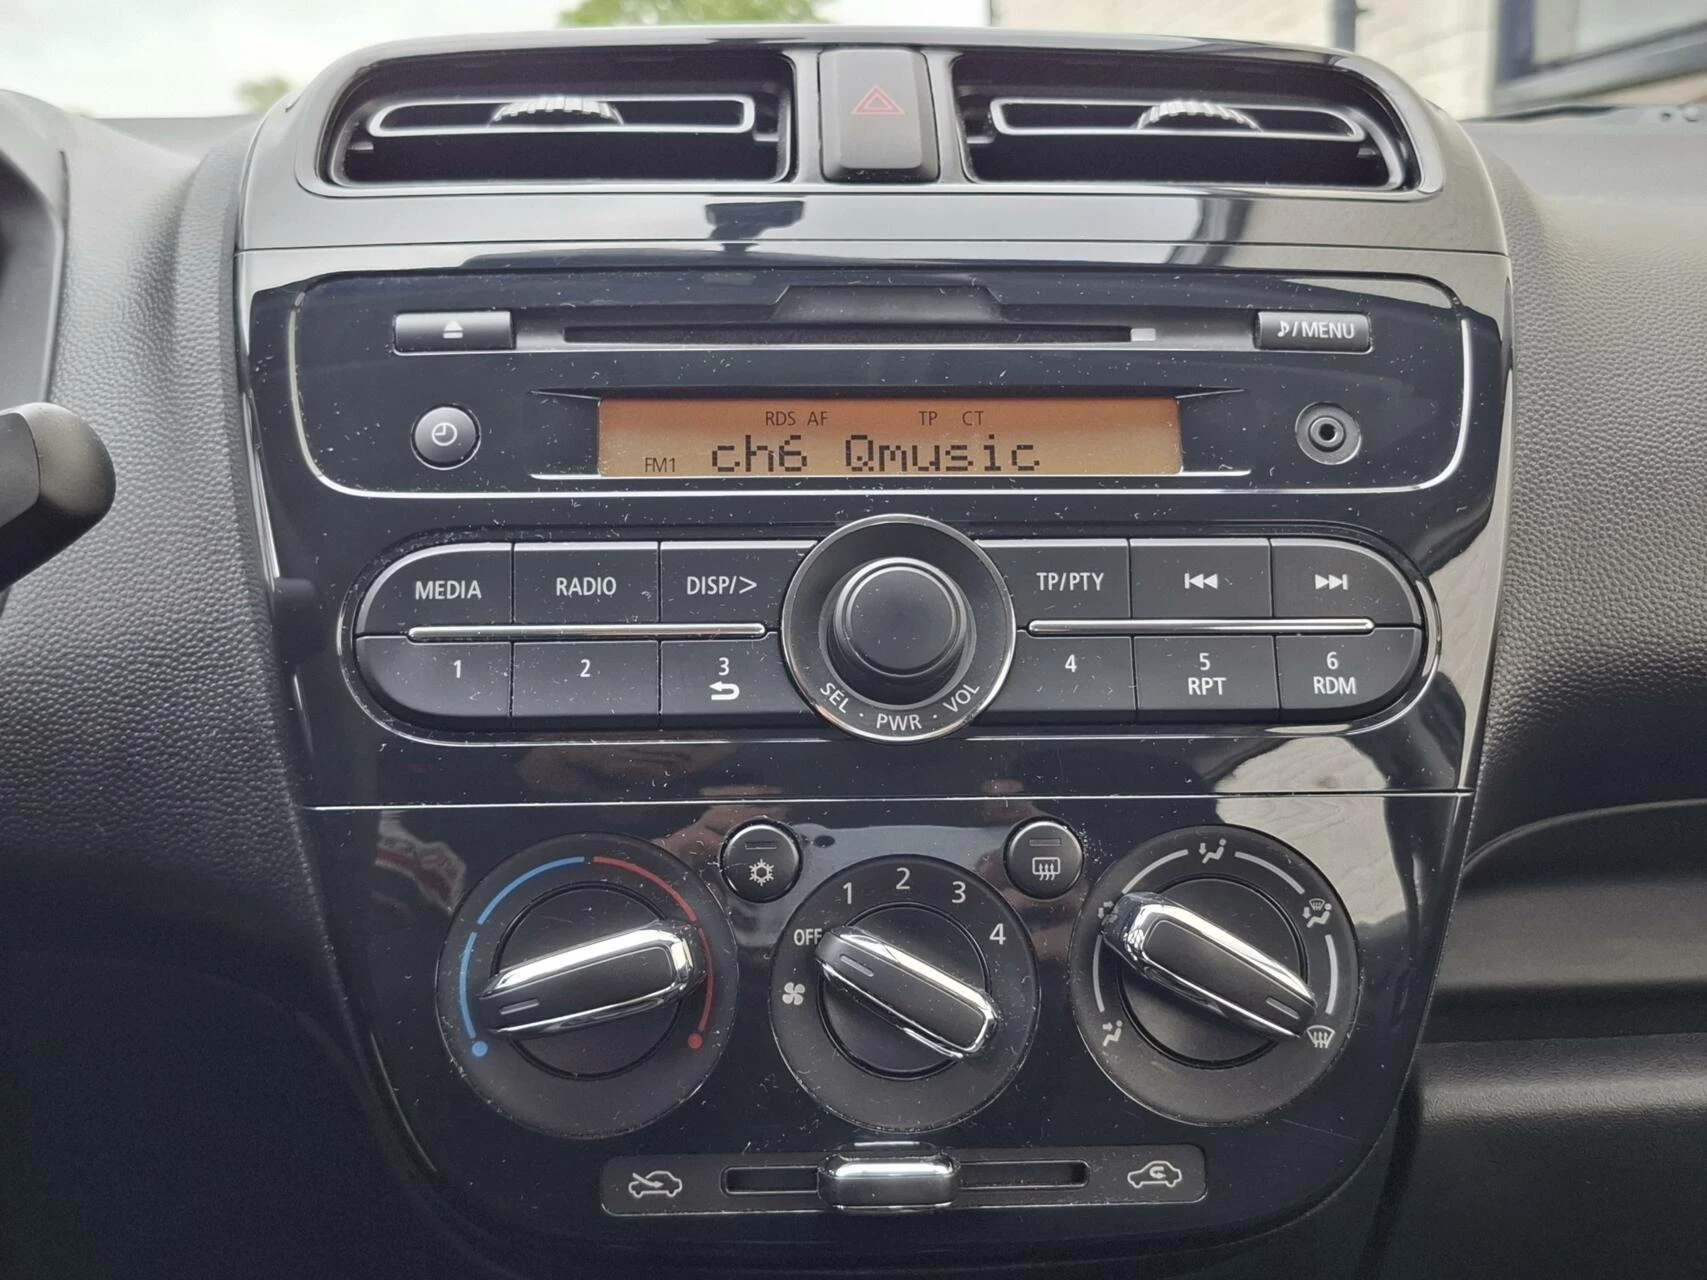 ♪/MENU
RDS AF TP CT
FM1 ch6 Qmusic
MEDIA RADIO DISP/> TP/PTY
1 2 3 4 5 6
RPT RDM
SEL · PWR · VOL
OFF 1 2 3 4